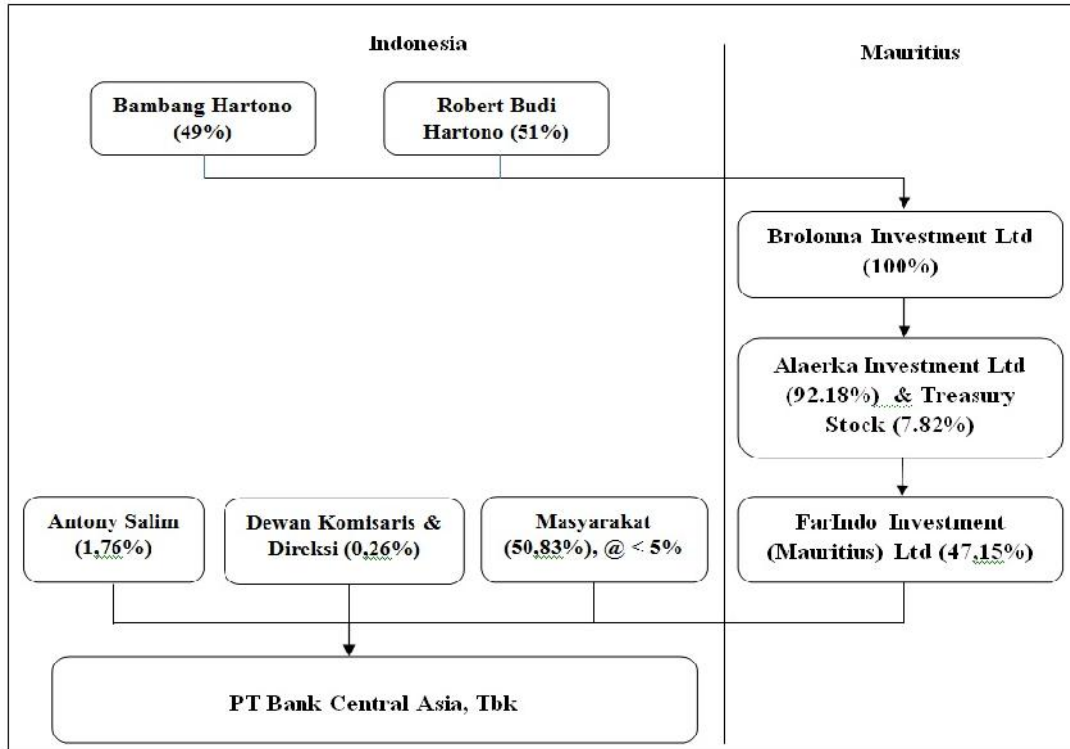 Indonesia
Mauritius
Bambang Hartono
(49%)
Robert Budi
Hartono (51%)
Brolonna Investment Ltd
(100%)
Alaerka Investment Ltd
(92.18%) & Treasury
Stock (7.82%)
Antony Salim
(1,76%)
Dewan Komisaris &
Direksi (0,26%)
Masyarakat
(50,83%), @ < 5%
FarIndo Investment
(Mauritius) Ltd (47,15%)
PT Bank Central Asia, Tbk